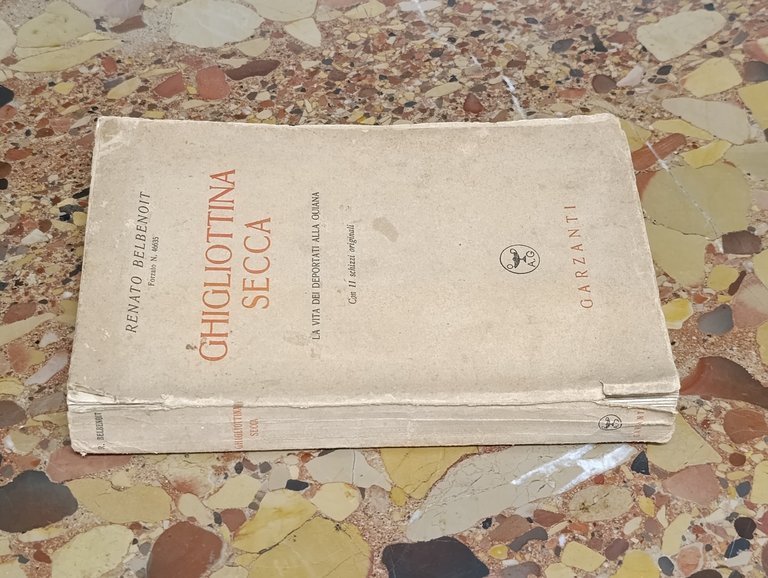 RENATO BELBENOIT
Forzato N. 46635
GHIGLIOTTINA
SECCA
LA VITA DEI DEPORTATI ALLA GUIANA
Con 11 schizzi originali
A.G
GARZANTI
R. BELBENOIT
GHIGLIOTTINA
SECCA